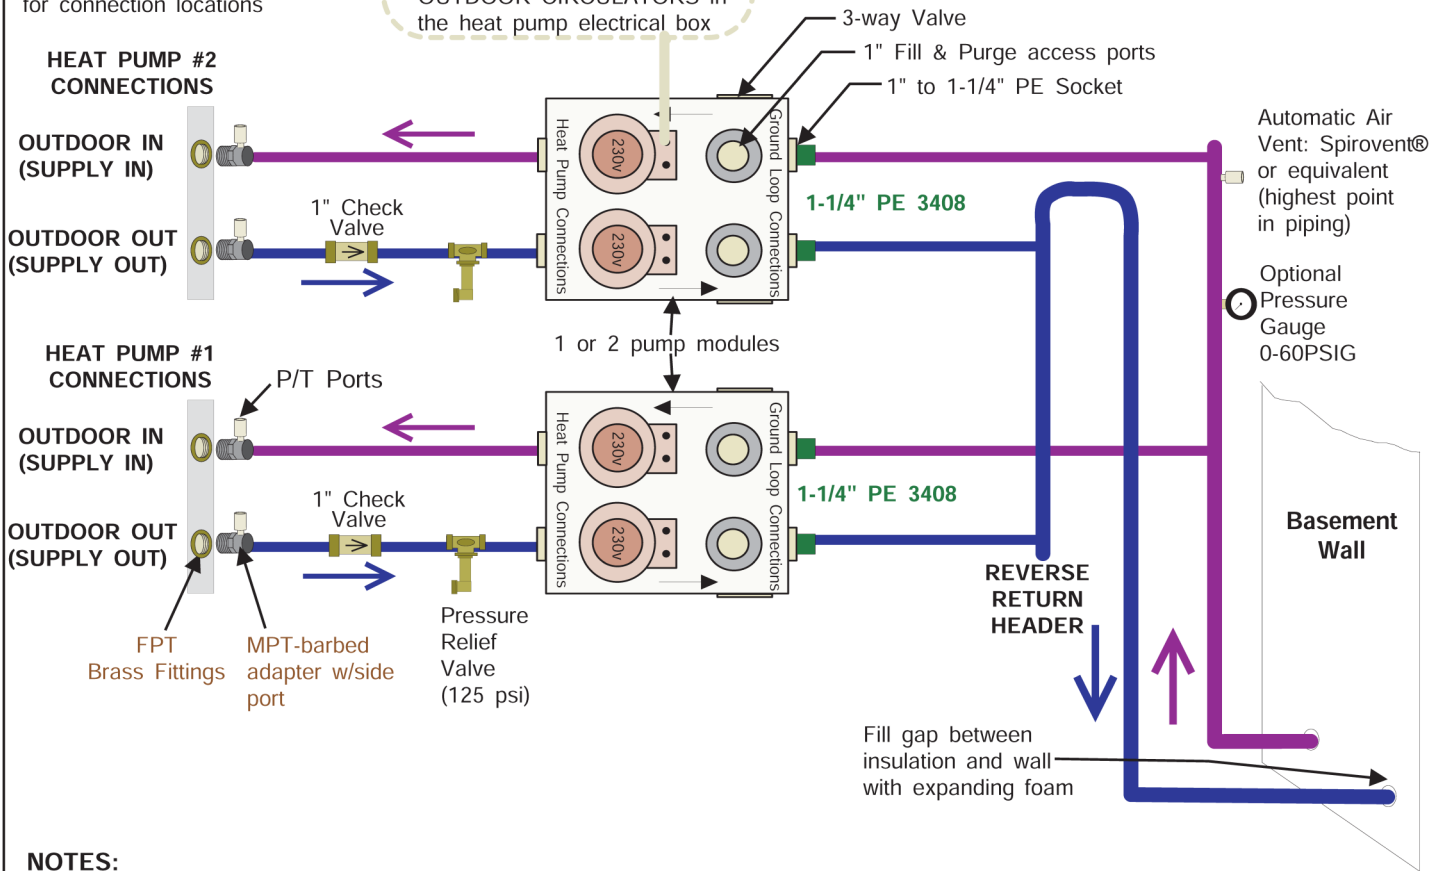 for connection locations
OUTDOOR CIRCULATORS in
the heat pump electrical box
3-way Valve
1" Fill & Purge access ports
1" to 1-1/4" PE Socket
HEAT PUMP #2
CONNECTIONS
OUTDOOR IN
(SUPPLY IN)
OUTDOOR OUT
(SUPPLY OUT)
1" Check
Valve
Heat Pump Connections
230v
230v
Ground Loop Connections
1-1/4" PE 3408
Automatic Air
Vent: Spirovent®
or equivalent
(highest point
in piping)
Optional
Pressure
Gauge
0-60PSIG
1 or 2 pump modules
HEAT PUMP #1
CONNECTIONS
P/T Ports
OUTDOOR IN
(SUPPLY IN)
OUTDOOR OUT
(SUPPLY OUT)
1" Check
Valve
Heat Pump Connections
230v
230v
Ground Loop Connections
1-1/4" PE 3408
Basement
Wall
REVERSE
RETURN
HEADER
FPT
Brass Fittings
MPT-barbed
adapter w/side
port
Pressure
Relief
Valve
(125 psi)
Fill gap between
insulation and wall
with expanding foam
NOTES: